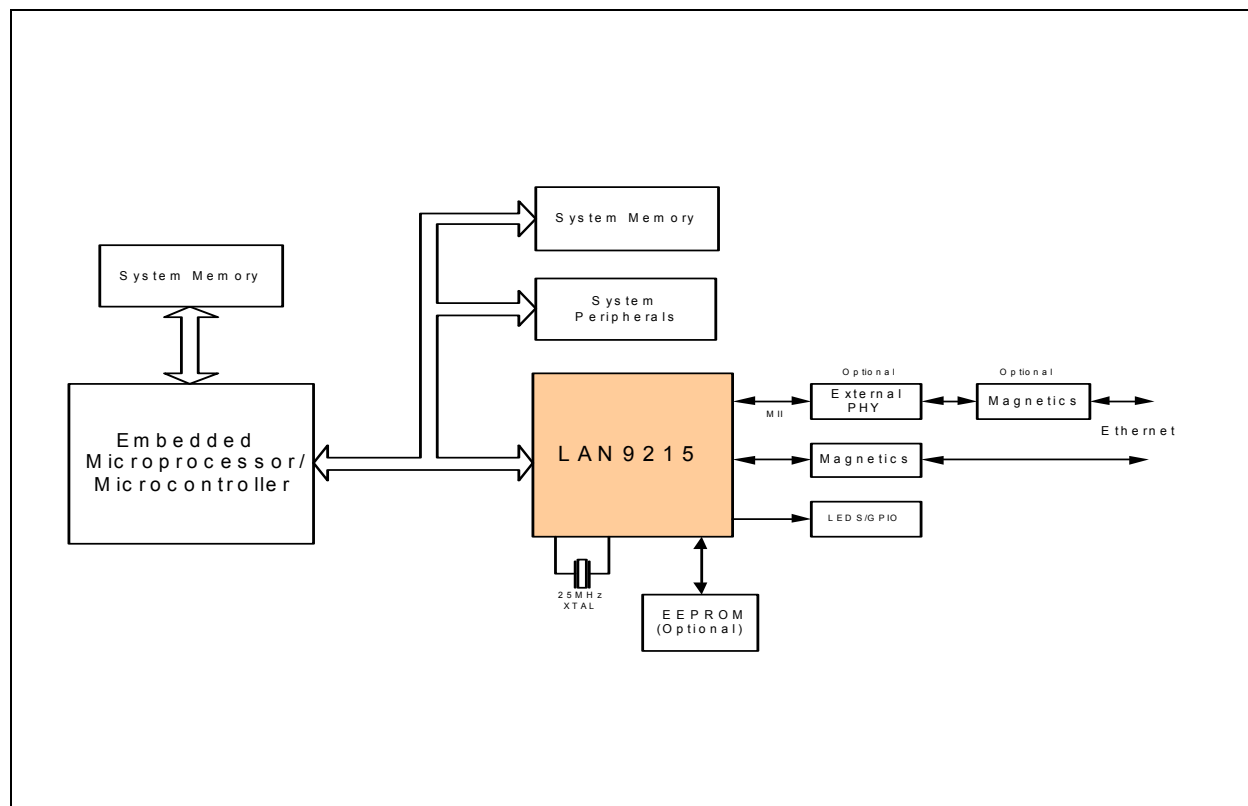 System Memory
System Memory
System
Peripherals
Embedded
Microprocessor/
Microcontroller
LAN9215
MII
Optional
External
PHY
Optional
Magnetics
Ethernet
Magnetics
LEDS/GPIO
25MHz
XTAL
EEPROM
(Optional)